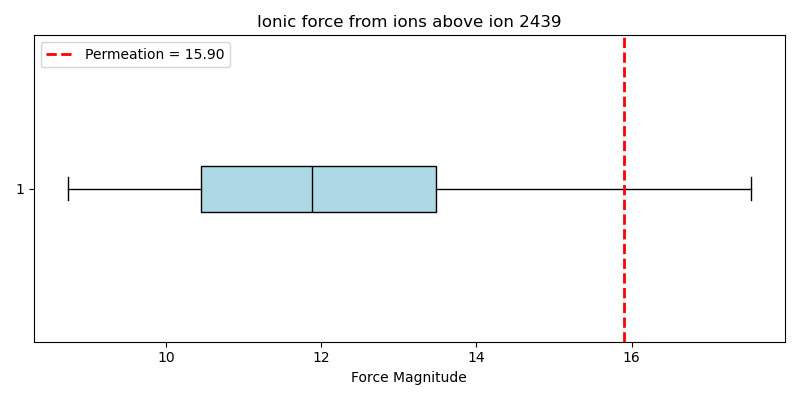 Ionic force from ions above ion 2439
Permeation = 15.90
1
10 12 14 16
Force Magnitude